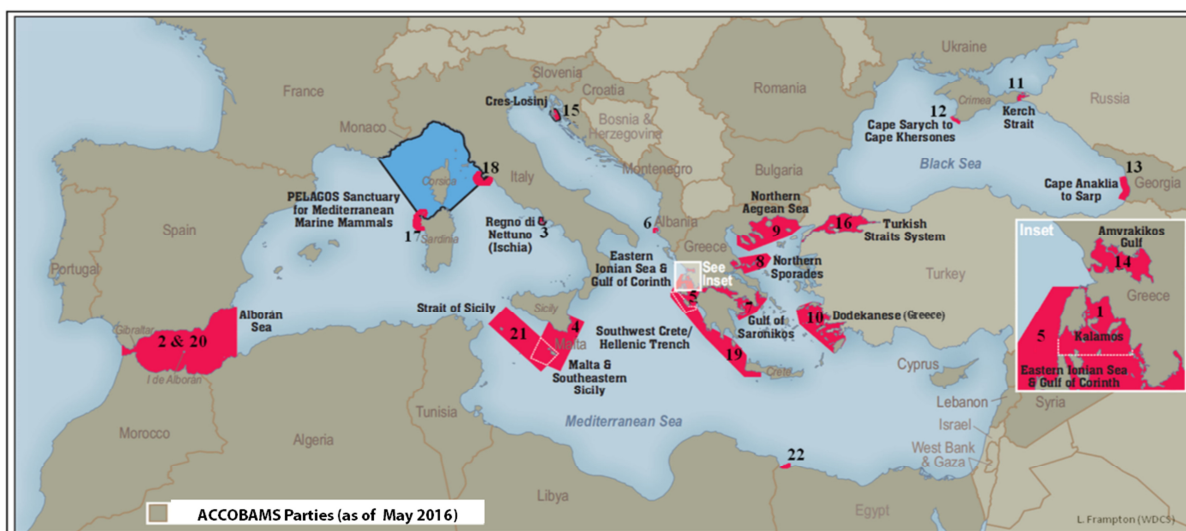 Ukraine
Slovenia
Croatia
France
Romania
Russia
Crimea
11
Cres-Losinj
15
12
Kerch
Strait
Bosnia &
Herzegovine
Cape Sarych to
Cape Khersones
Monaco
Montenegro
Black Sea
13
18
Italy
Bulgaria
Corsica
Georgia
Cape Anaklia
to Sarp
PELAGOS Sanctuary
for Mediterranean
Marine Mammals
Northern
Aegean Sea
6
Albania
Regno di
Nettuno
(Ischia)
3
9
16
Turkish
Straits System
Inset
Amvrakikos
Gulf
14
Spain
17
Sardinia
Greece
Eastern
Ionian Sea &
Gulf of Corinth
See
Inset
8
Northern
Sporades
Turkey
Greece
Portugal
Strait of Sicily
Sicily
5
7
1
Kalamos
Alborán
Sea
Gibraltar
2 & 20
4
Malta
21
Southwest Crete/
Hellenic Trench
Gulf of
Saronikos
10
Dodekanese (Greece)
5
I de Alborán
19
Malta &
Southeastern
Sicily
Crete
Cyprus
Eastern Ionian Sea
& Gulf of Corinth
Lebanon
Syria
Tunisia
Mediterranean Sea
Israel
Morocco
Algeria
West Bank
& Gaza
22
Libya
Egypt
ACCOBAMS Parties (as of May 2016)
L. Frampton (WDCS)